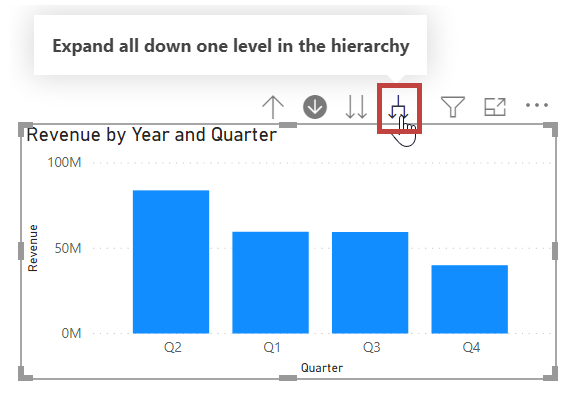 Expand all down one level in the hierarchy
Revenue by Year and Quarter
100M
50M
0M
Revenue
Q2 Q1 Q3 Q4
Quarter